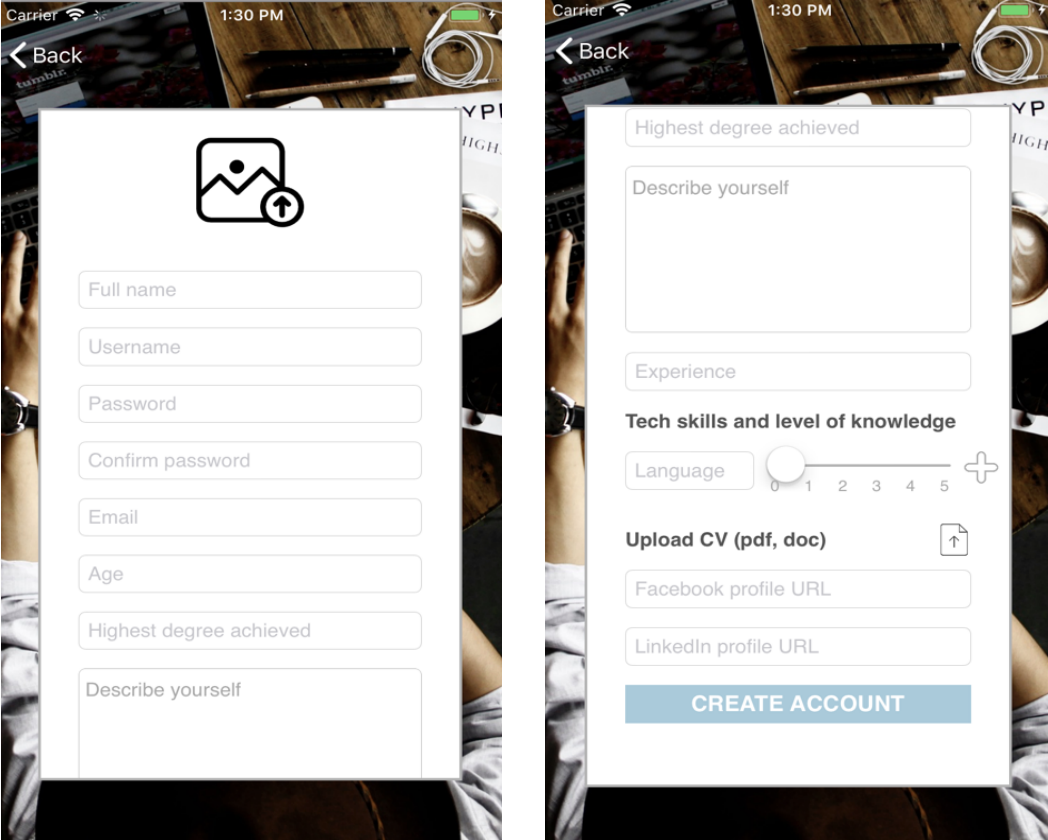 Carrier
1:30 PM
Back
tumblr.
YPE
HIGH
Full name
Username
Password
Confirm password
Email
Age
Highest degree achieved
Describe yourself
Carrier
1:30 PM
Back
tumblr.
YP
HIGH
Highest degree achieved
Describe yourself
Experience
Tech skills and level of knowledge
Language
0 1 2 3 4 5
Upload CV (pdf, doc)
Facebook profile URL
LinkedIn profile URL
CREATE ACCOUNT